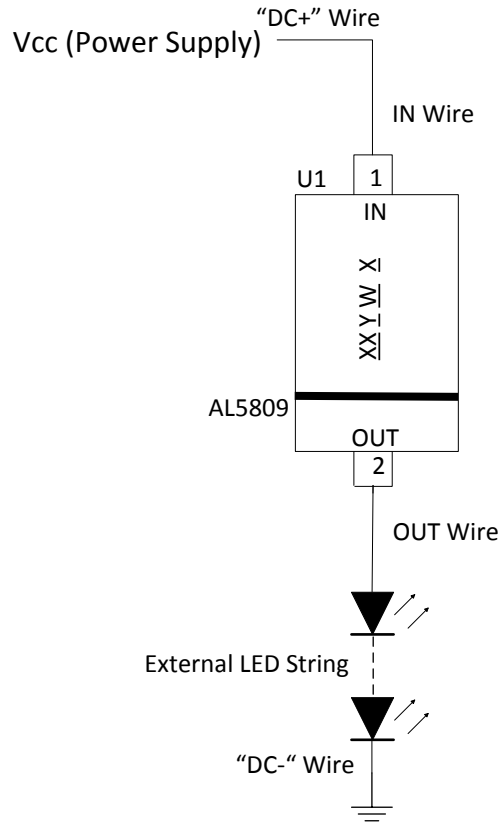 “DC+” Wire
Vcc (Power Supply)
IN Wire
U1
1
IN
XX Y W X
AL5809
OUT
2
OUT Wire
External LED String
“DC-“ Wire